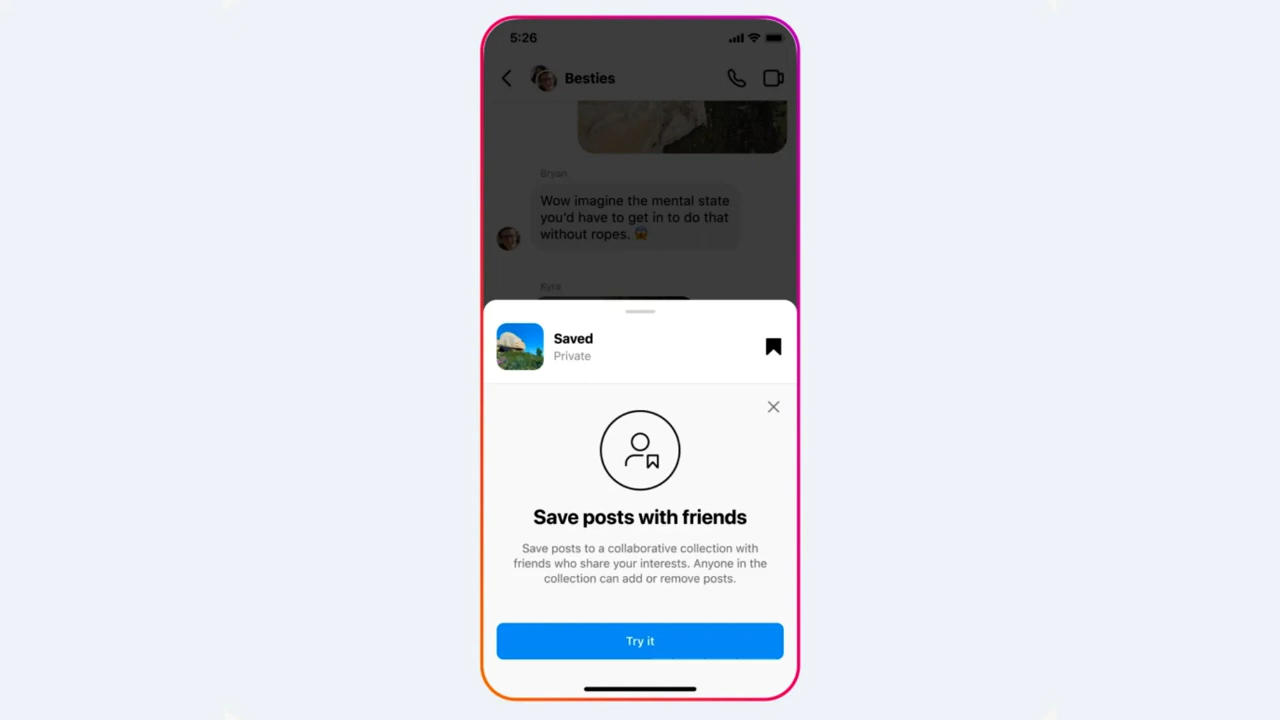 5:26
Besties
Bryan
Wow imagine the mental state
you'd have to get in to do that
without ropes. 😱
Kyra
Saved
Private
Save posts with friends
Save posts to a collaborative collection with
friends who share your interests. Anyone in the
collection can add or remove posts.
Try it